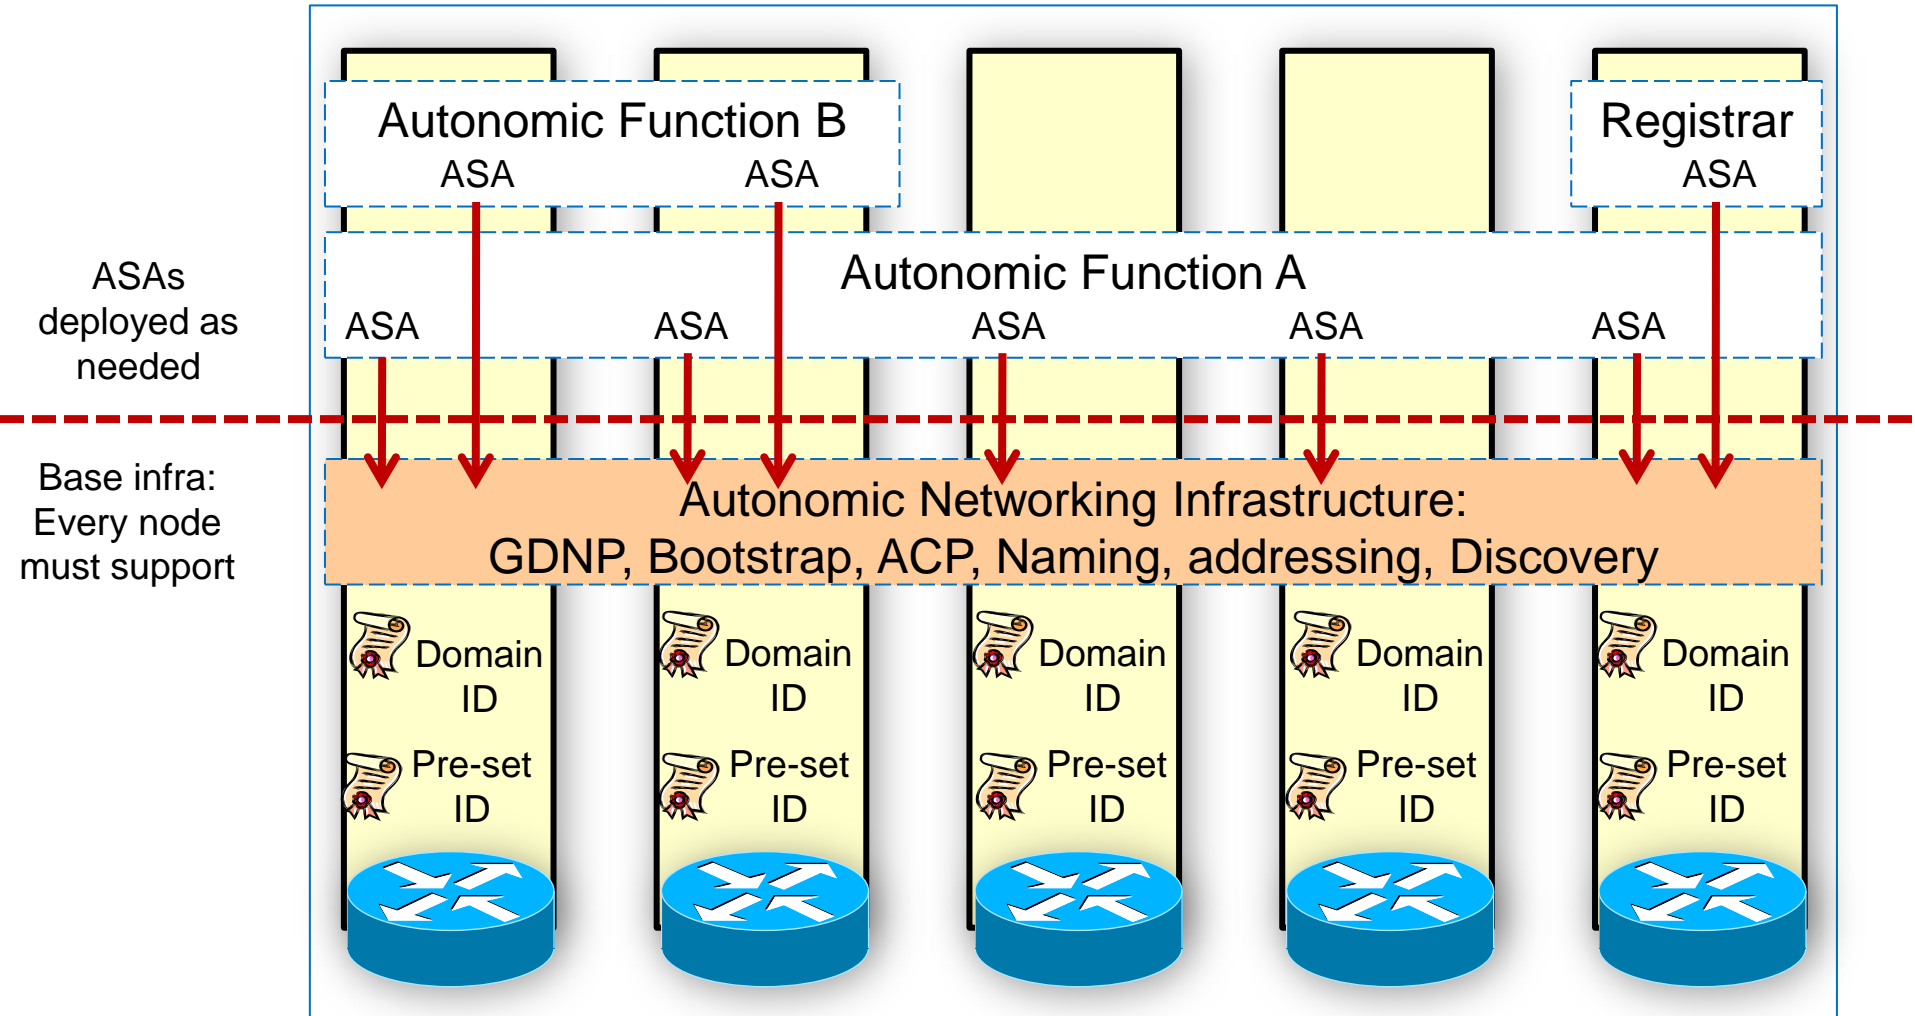 Autonomic Function B
ASA
ASA
Registrar
ASA
Autonomic Function A
ASA
ASA
ASA
ASA
ASA
ASAs
deployed as
needed
Base infra:
Every node
must support
Autonomic Networking Infrastructure:
GDNP, Bootstrap, ACP, Naming, addressing, Discovery
Domain
ID
Domain
ID
Domain
ID
Domain
ID
Domain
ID
Pre-set
ID
Pre-set
ID
Pre-set
ID
Pre-set
ID
Pre-set
ID